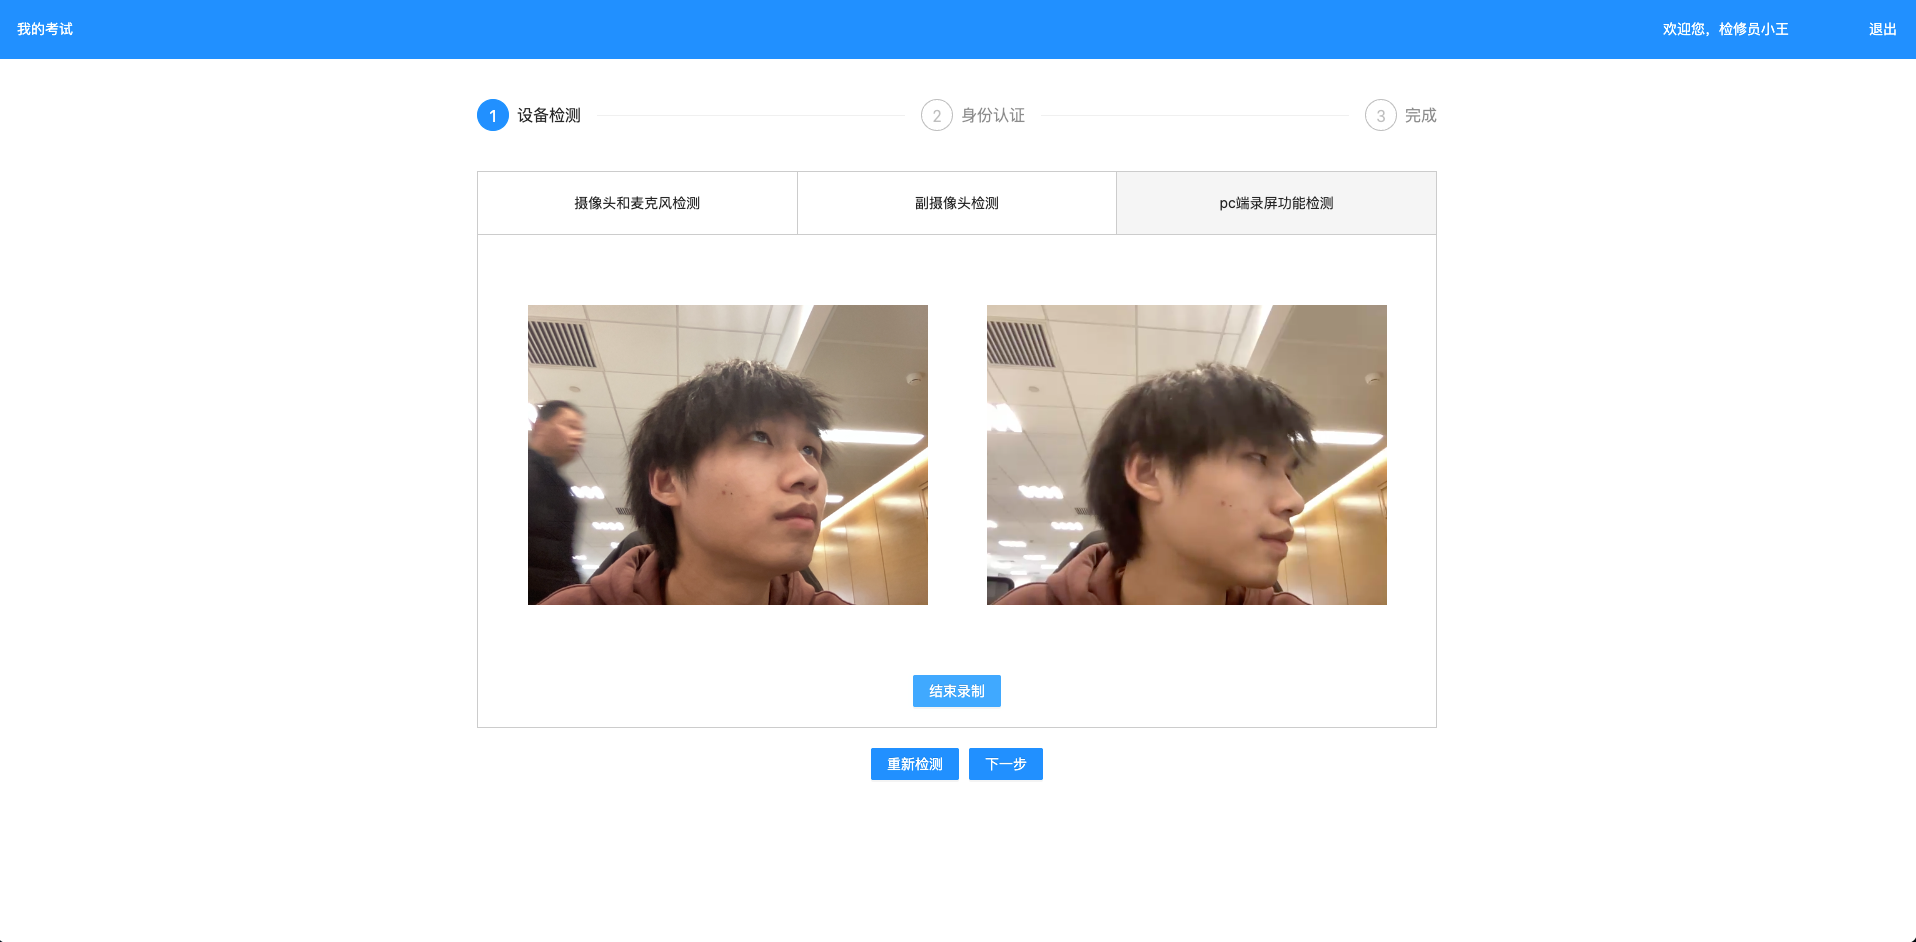 我的考试
欢迎您，检修员小王
退出
1 设备检测
2 身份认证
3 完成
摄像头和麦克风检测
副摄像头检测
pc端录屏功能检测
结束录制
重新检测
下一步